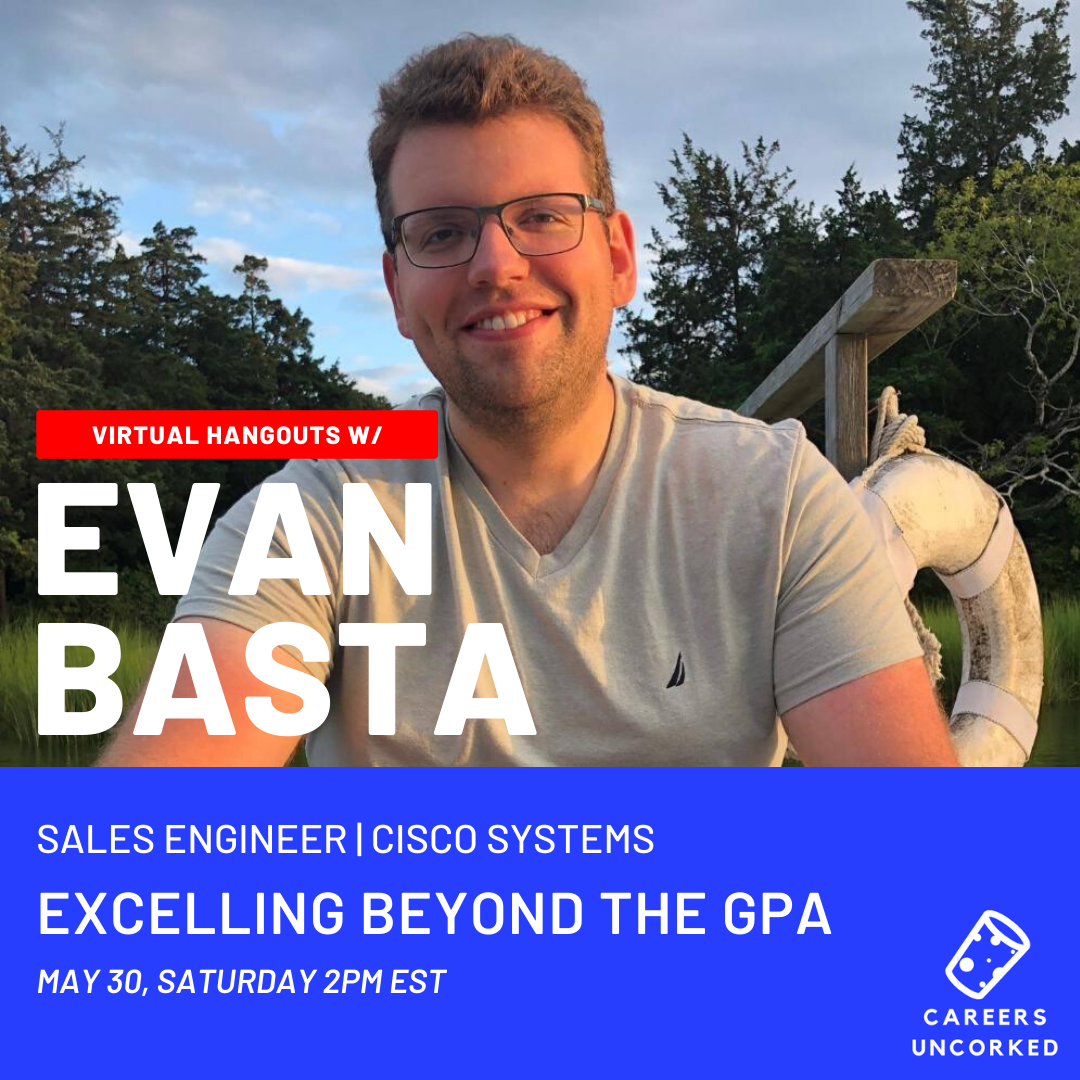 VIRTUAL HANGOUTS W/
EVAN
BASTA
SALES ENGINEER | CISCO SYSTEMS
EXCELLING BEYOND THE GPA
MAY 30, SATURDAY 2PM EST
CAREERS
UNCORKED